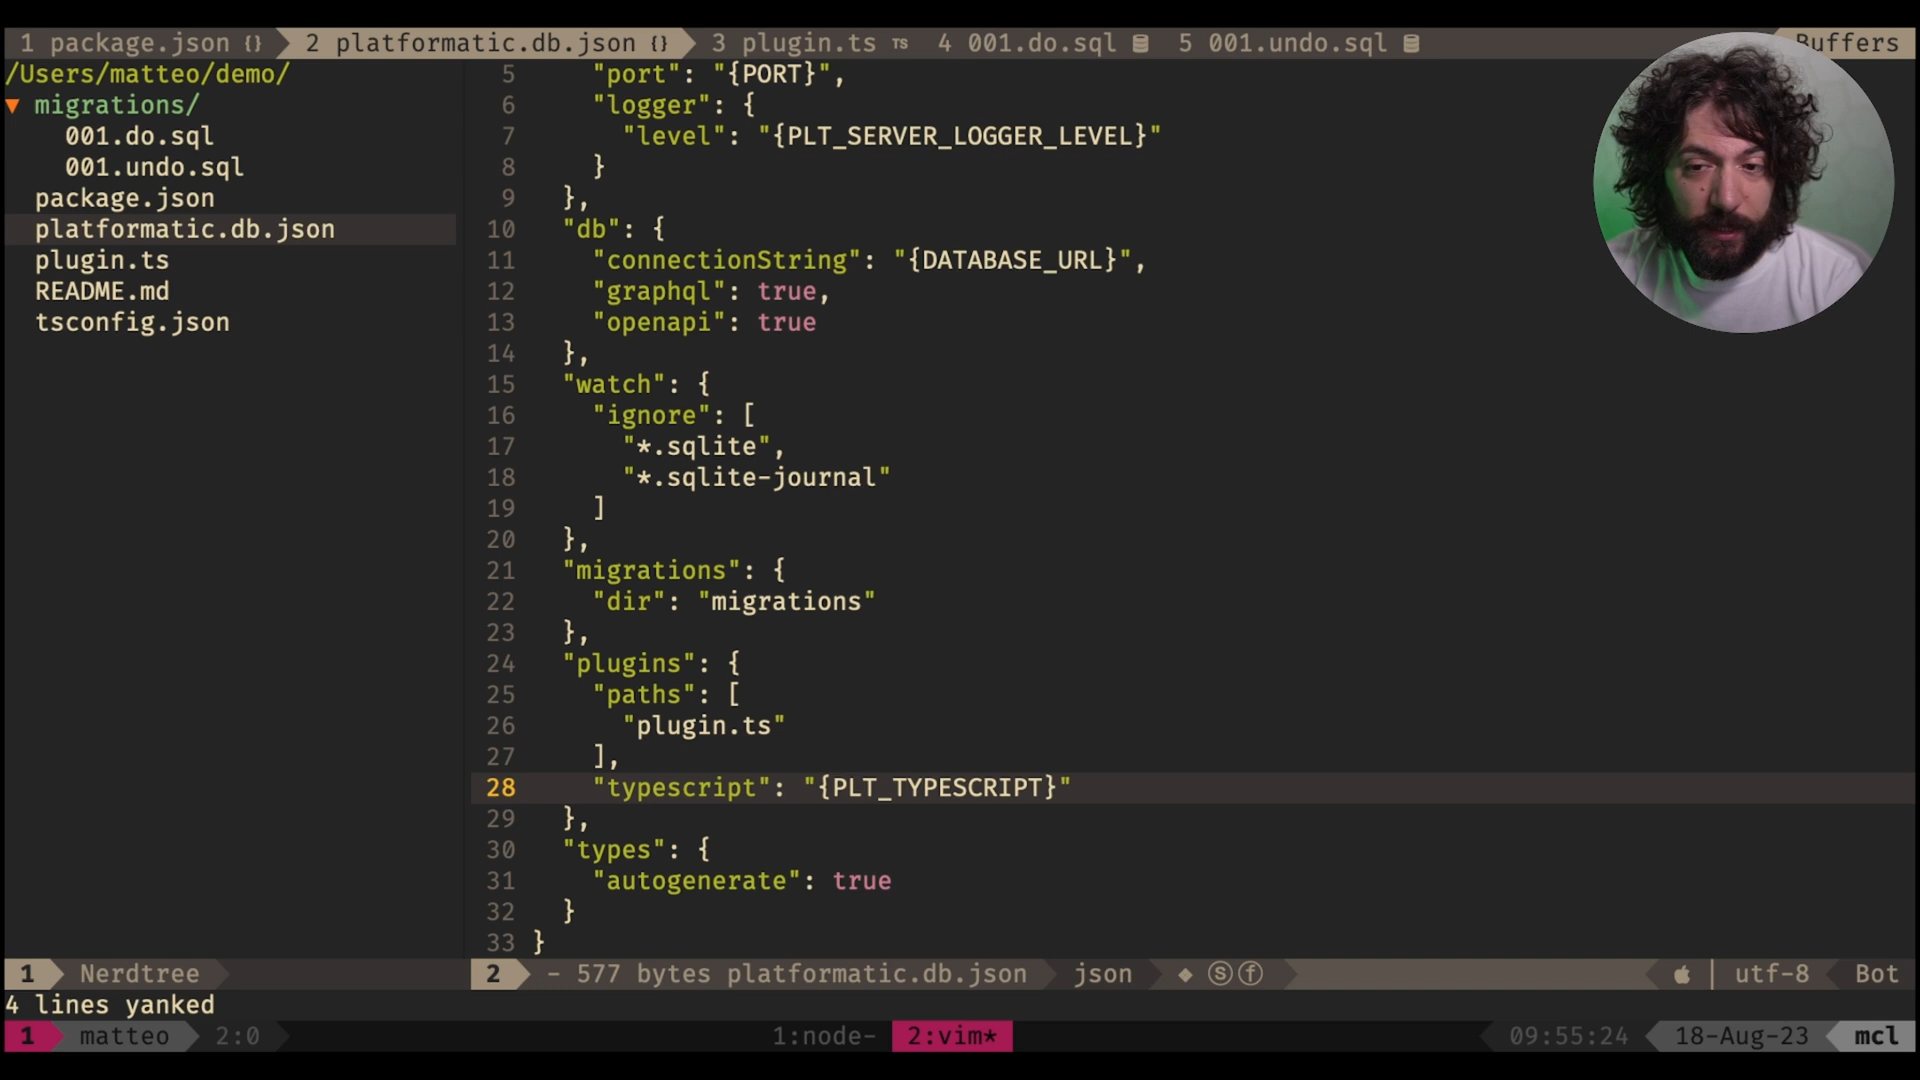 1 package.json {} 2 platformatic.db.json {} 3 plugin.ts TS 4 001.do.sql 5 001.undo.sql Buffers
/Users/matteo/demo/
▼ migrations/
001.do.sql
001.undo.sql
package.json
platformatic.db.json
plugin.ts
README.md
tsconfig.json
5 "port": "{PORT}",
6 "logger": {
7 "level": "{PLT_SERVER_LOGGER_LEVEL}"
8 }
9 },
10 "db": {
11 "connectionString": "{DATABASE_URL}",
12 "graphql": true,
13 "openapi": true
14 },
15 "watch": {
16 "ignore": [
17 "*.sqlite",
18 "*.sqlite-journal"
19 ]
20 },
21 "migrations": {
22 "dir": "migrations"
23 },
24 "plugins": {
25 "paths": [
26 "plugin.ts"
27 ],
28 "typescript": "{PLT_TYPESCRIPT}"
29 },
30 "types": {
31 "autogenerate": true
32 }
33 }
1 Nerdtree 2 - 577 bytes platformatic.db.json json ◆ ⓢⓕ | utf-8 Bot
4 lines yanked
1 matteo 2:0 1:node- 2:vim* 09:55:24 18-Aug-23 mcl